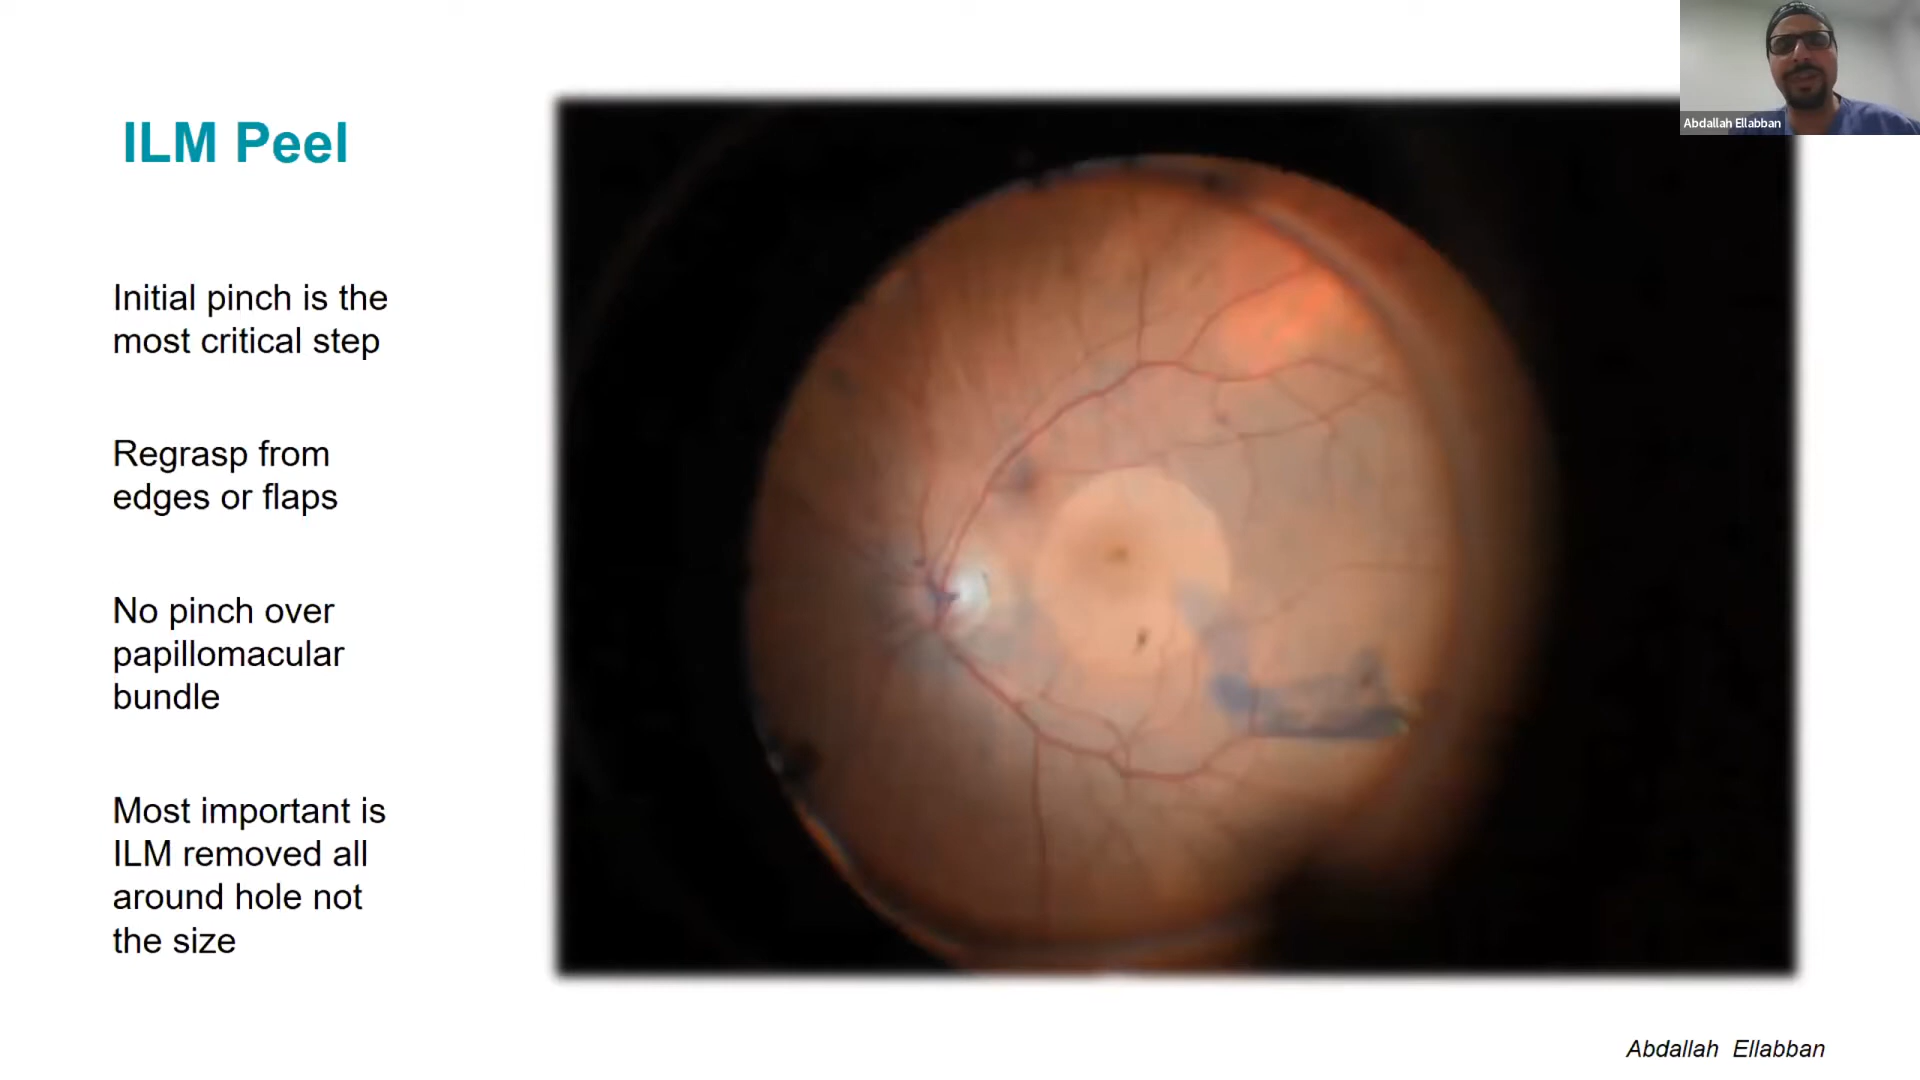 ILM Peel
Initial pinch is the
most critical step
Regrasp from
edges or flaps
No pinch over
papillomacular
bundle
Most important is
ILM removed all
around hole not
the size
Abdallah Ellabban
Abdallah Ellabban